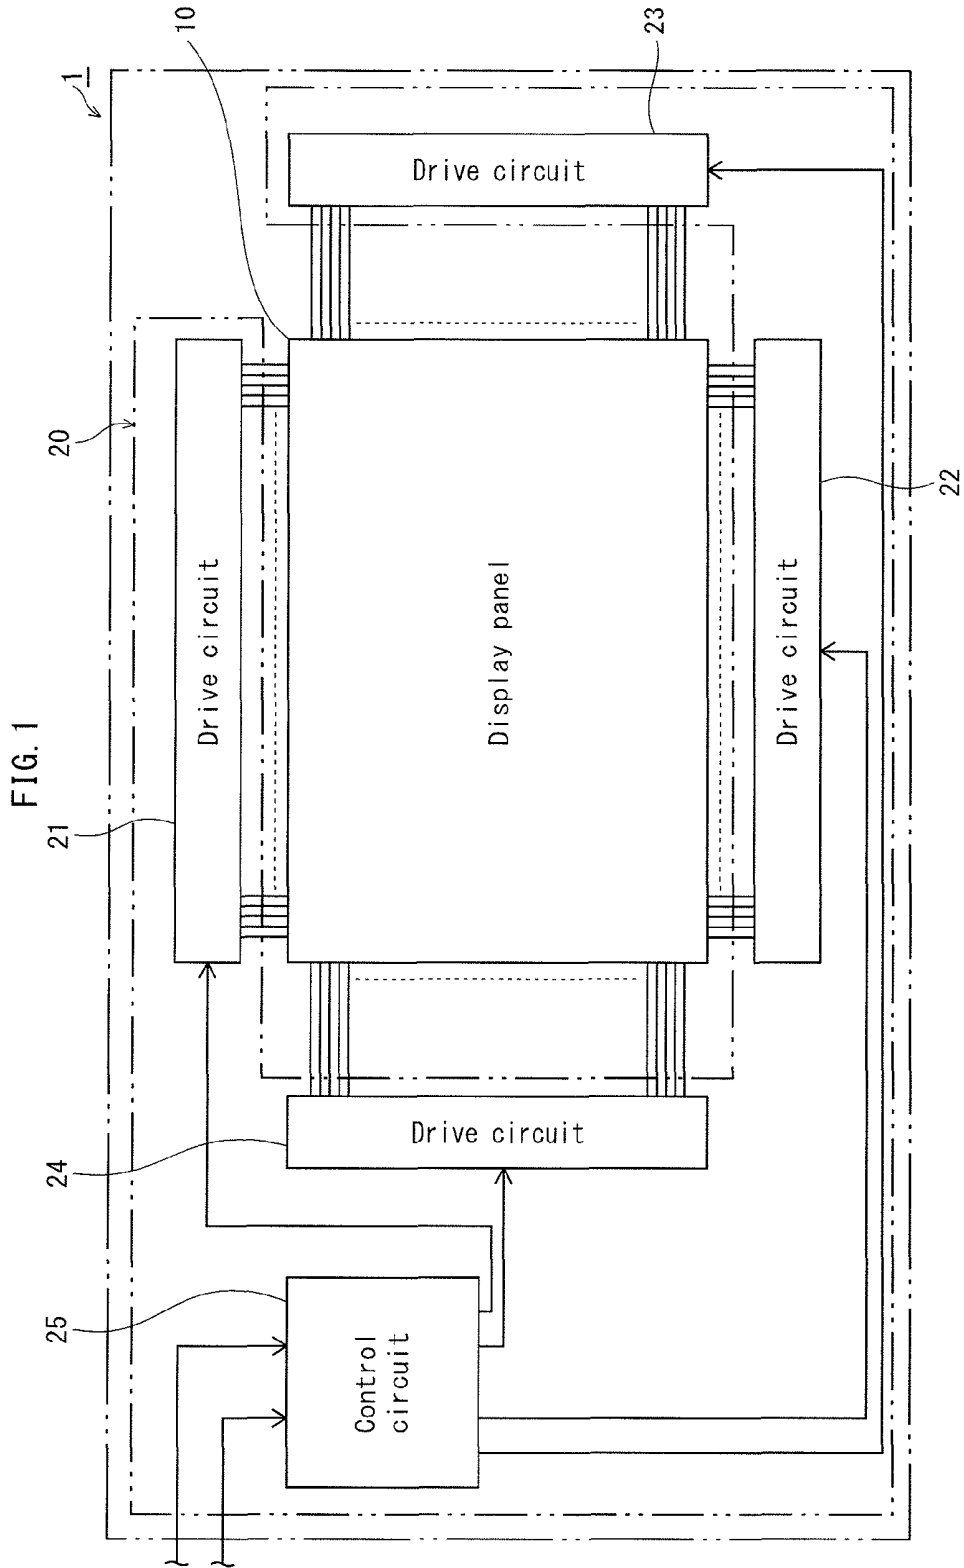 FIG. 1
1
10
20
21
Drive circuit
23
Drive circuit
Display panel
24
Drive circuit
22
Drive circuit
25
Control
circuit